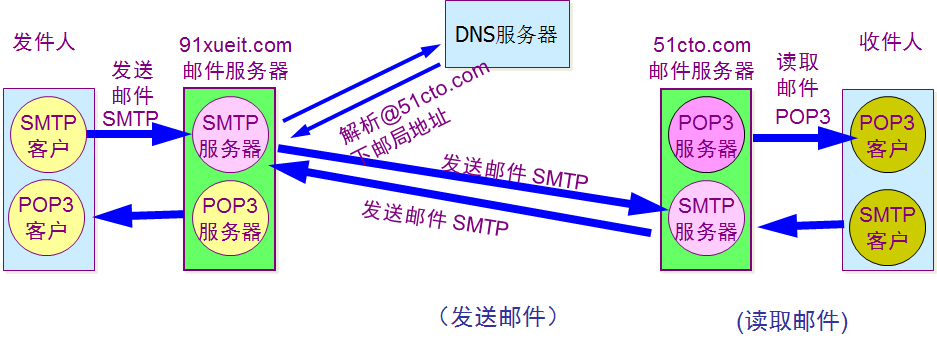 发件人
91xueit.com
邮件服务器
DNS服务器
51cto.com
邮件服务器
收件人
发送
邮件
SMTP
读取
邮件
POP3
解析@51cto.com
下邮局地址
SMTP
客户
SMTP
服务器
POP3
服务器
POP3
客户
发送邮件 SMTP
发送邮件 SMTP
POP3
客户
POP3
服务器
SMTP
服务器
SMTP
客户
（发送邮件）
(读取邮件)